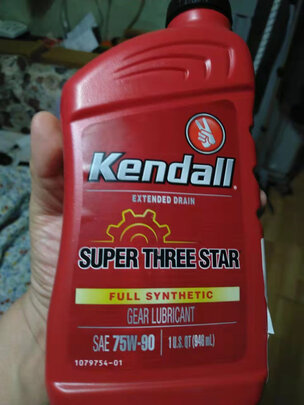 Kendall
EXTENDED DRAIN
SUPER THREE STAR
FULL SYNTHETIC
GEAR LUBRICANT
SAE 75W-90 1 U.S. QT (946 mL)
1079754-01